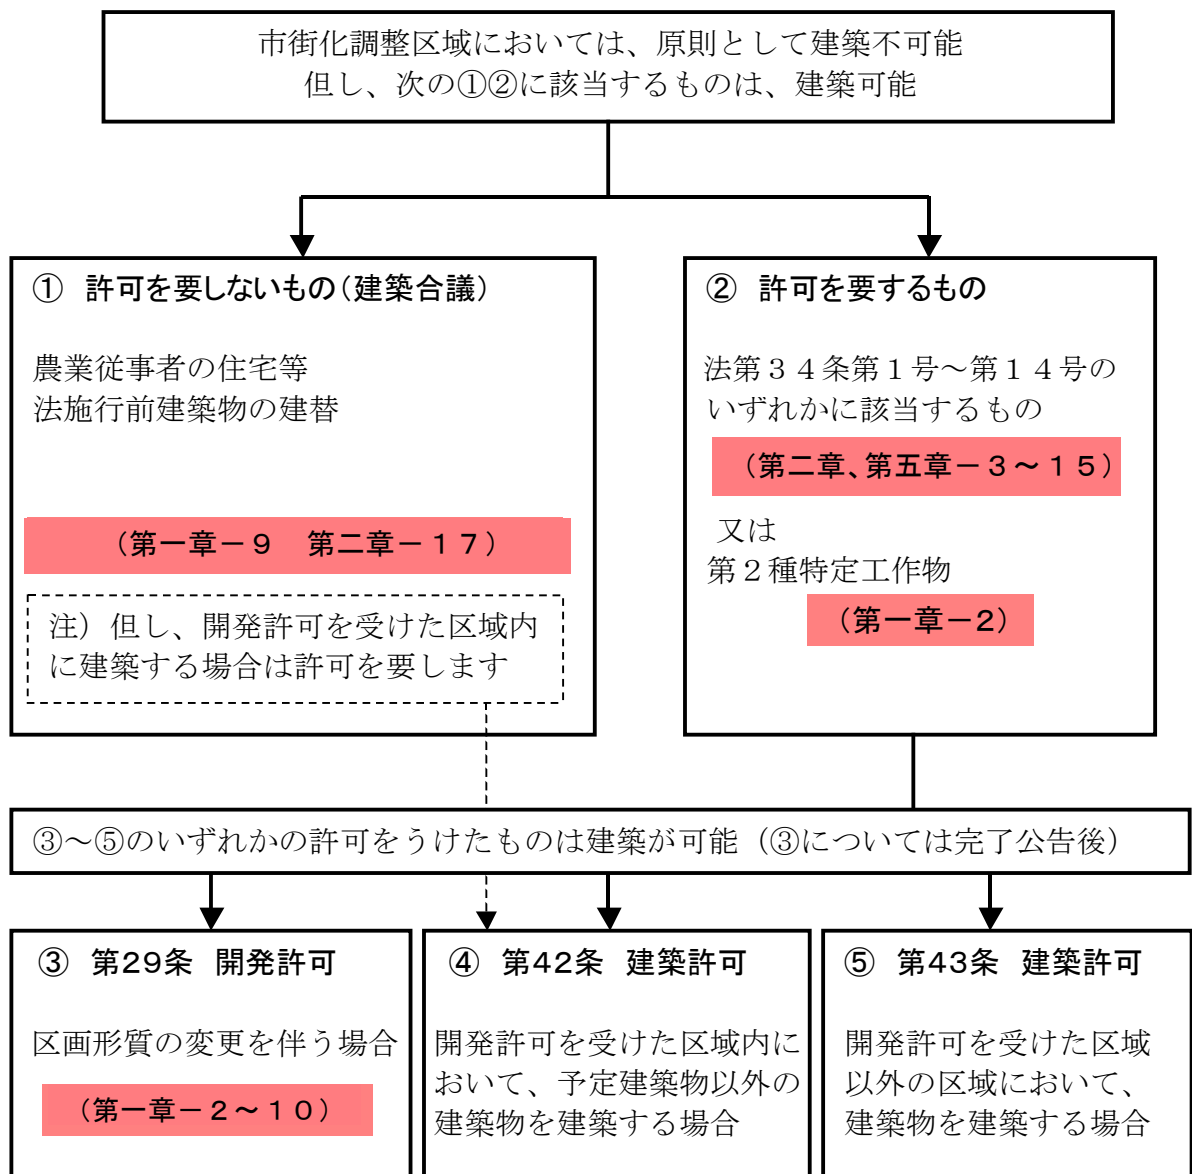 市街化調整区域においては、原則として建築不可能
但し、次の①②に該当するものは、建築可能
① 許可を要しないもの(建築合議)
農業従事者の住宅等
法施行前建築物の建替
(第一章－9 第二章－17)
注）但し、開発許可を受けた区域内
に建築する場合は許可を要します
② 許可を要するもの
法第３４条第１号～第１４号の
いずれかに該当するもの
(第二章、第五章－３～１５)
又は
第２種特定工作物
(第一章－2)
③～⑤のいずれかの許可をうけたものは建築が可能（③については完了公告後）
③ 第29条 開発許可
区画形質の変更を伴う場合
(第一章－２～１０)
④ 第42条 建築許可
開発許可を受けた区域内に
おいて、予定建築物以外の
建築物を建築する場合
⑤ 第43条 建築許可
開発許可を受けた区域
以外の区域において、
建築物を建築する場合